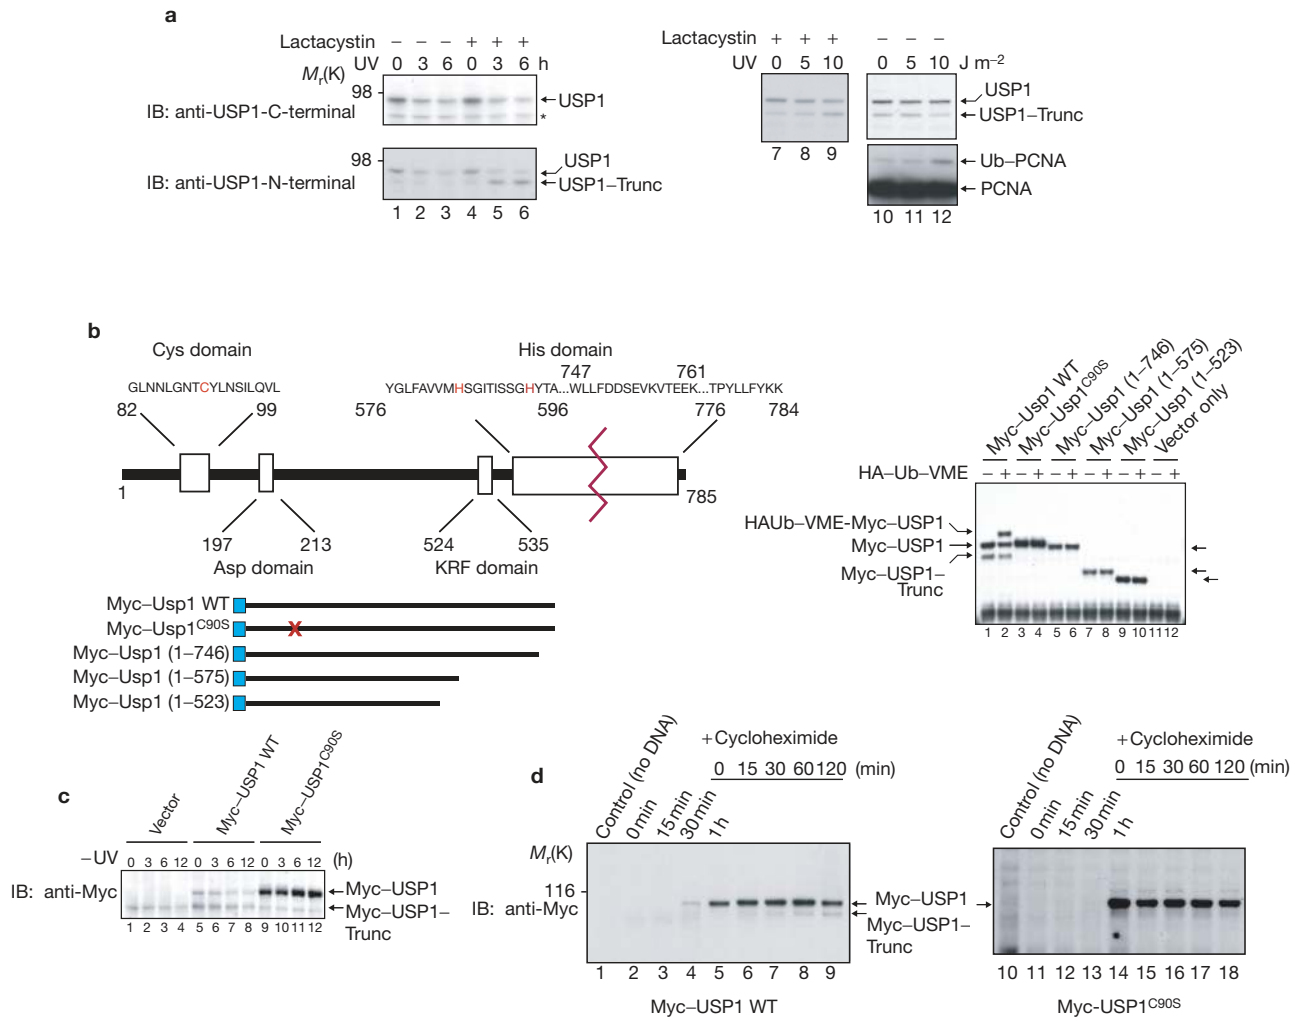 a
Lactacystin – – – + + +
UV 0 3 6 0 3 6 h
Mr(K)
98
IB: anti-USP1-C-terminal
USP1
*
98
IB: anti-USP1-N-terminal
USP1
USP1–Trunc
1 2 3 4 5 6
Lactacystin + + + – – –
UV 0 5 10 0 5 10 J m–2
USP1
USP1–Trunc
7 8 9
Ub–PCNA
PCNA
10 11 12
b
Cys domain
GLNNLGNTCYLNSILQVL
82 99
His domain
747 761
YGLFAVVMHSGITISSGHYTA...WLLFDDSEVKVTEEK...TPYLLFYKK
576 596 776 784
1
785
197 213
Asp domain
524 535
KRF domain
Myc–Usp1 WT
Myc–Usp1C90S
Myc–Usp1 (1–746)
Myc–Usp1 (1–575)
Myc–Usp1 (1–523)
Myc–Usp1 WT
Myc–Usp1C90S
Myc–Usp1 (1–746)
Myc–Usp1 (1–575)
Myc–Usp1 (1–523)
Vector only
HA–Ub–VME – + – + – + – + – + – +
HAUb–VME-Myc–USP1
Myc–USP1
Myc–USP1–
Trunc
1 2 3 4 5 6 7 8 9 10 11 12
c
Vector
Myc–USP1 WT
Myc–USP1C90S
–UV 0 3 6 12 0 3 6 12 0 3 6 12 (h)
IB: anti-Myc
Myc–USP1
Myc–USP1–
Trunc
1 2 3 4 5 6 7 8 9 10 11 12
d
Control (no DNA)
0 min
15 min
30 min
1 h
+Cycloheximide
0 15 30 60 120 (min)
Mr(K)
116
IB: anti-Myc
Myc–USP1
Myc–USP1–
Trunc
1 2 3 4 5 6 7 8 9
Myc–USP1 WT
Control (no DNA)
0 min
15 min
30 min
1 h
+Cycloheximide
0 15 30 60 120 (min)
10 11 12 13 14 15 16 17 18
Myc-USP1C90S